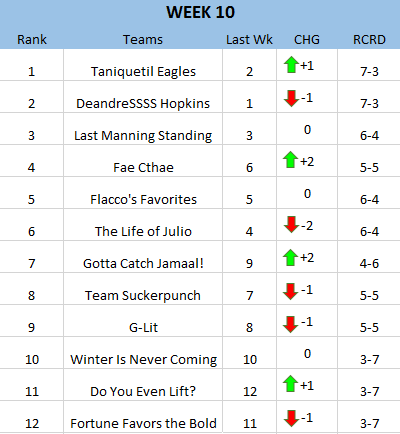 WEEK 10
Rank Teams Last Wk CHG RCRD
1 Taniquetil Eagles 2 +1 7-3
2 DeandreSSSS Hopkins 1 -1 7-3
3 Last Manning Standing 3 0 6-4
4 Fae Cthae 6 +2 5-5
5 Flacco's Favorites 5 0 6-4
6 The Life of Julio 4 -2 6-4
7 Gotta Catch Jamaal! 9 +2 4-6
8 Team Suckerpunch 7 -1 5-5
9 G-Lit 8 -1 5-5
10 Winter Is Never Coming 10 0 3-7
11 Do You Even Lift? 12 +1 3-7
12 Fortune Favors the Bold 11 -1 3-7